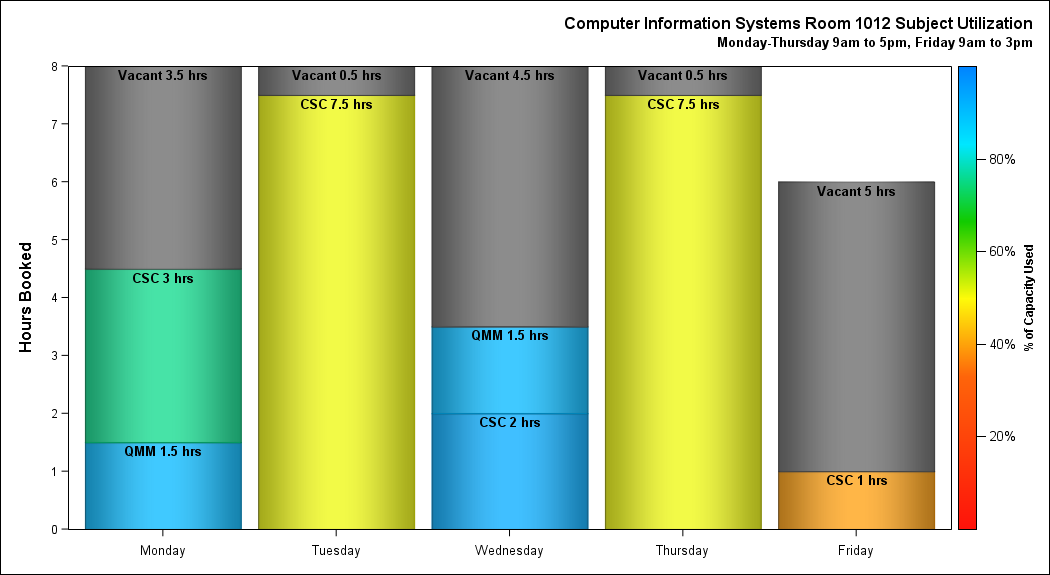 Computer Information Systems Room 1012 Subject Utilization
Monday-Thursday 9am to 5pm, Friday 9am to 3pm
Hours Booked
8
7
6
5
4
3
2
1
0
Vacant 3.5 hrs
CSC 3 hrs
QMM 1.5 hrs
Vacant 0.5 hrs
CSC 7.5 hrs
Vacant 4.5 hrs
QMM 1.5 hrs
CSC 2 hrs
Vacant 0.5 hrs
CSC 7.5 hrs
Vacant 5 hrs
CSC 1 hrs
Monday
Tuesday
Wednesday
Thursday
Friday
80%
60%
40%
20%
% of Capacity Used